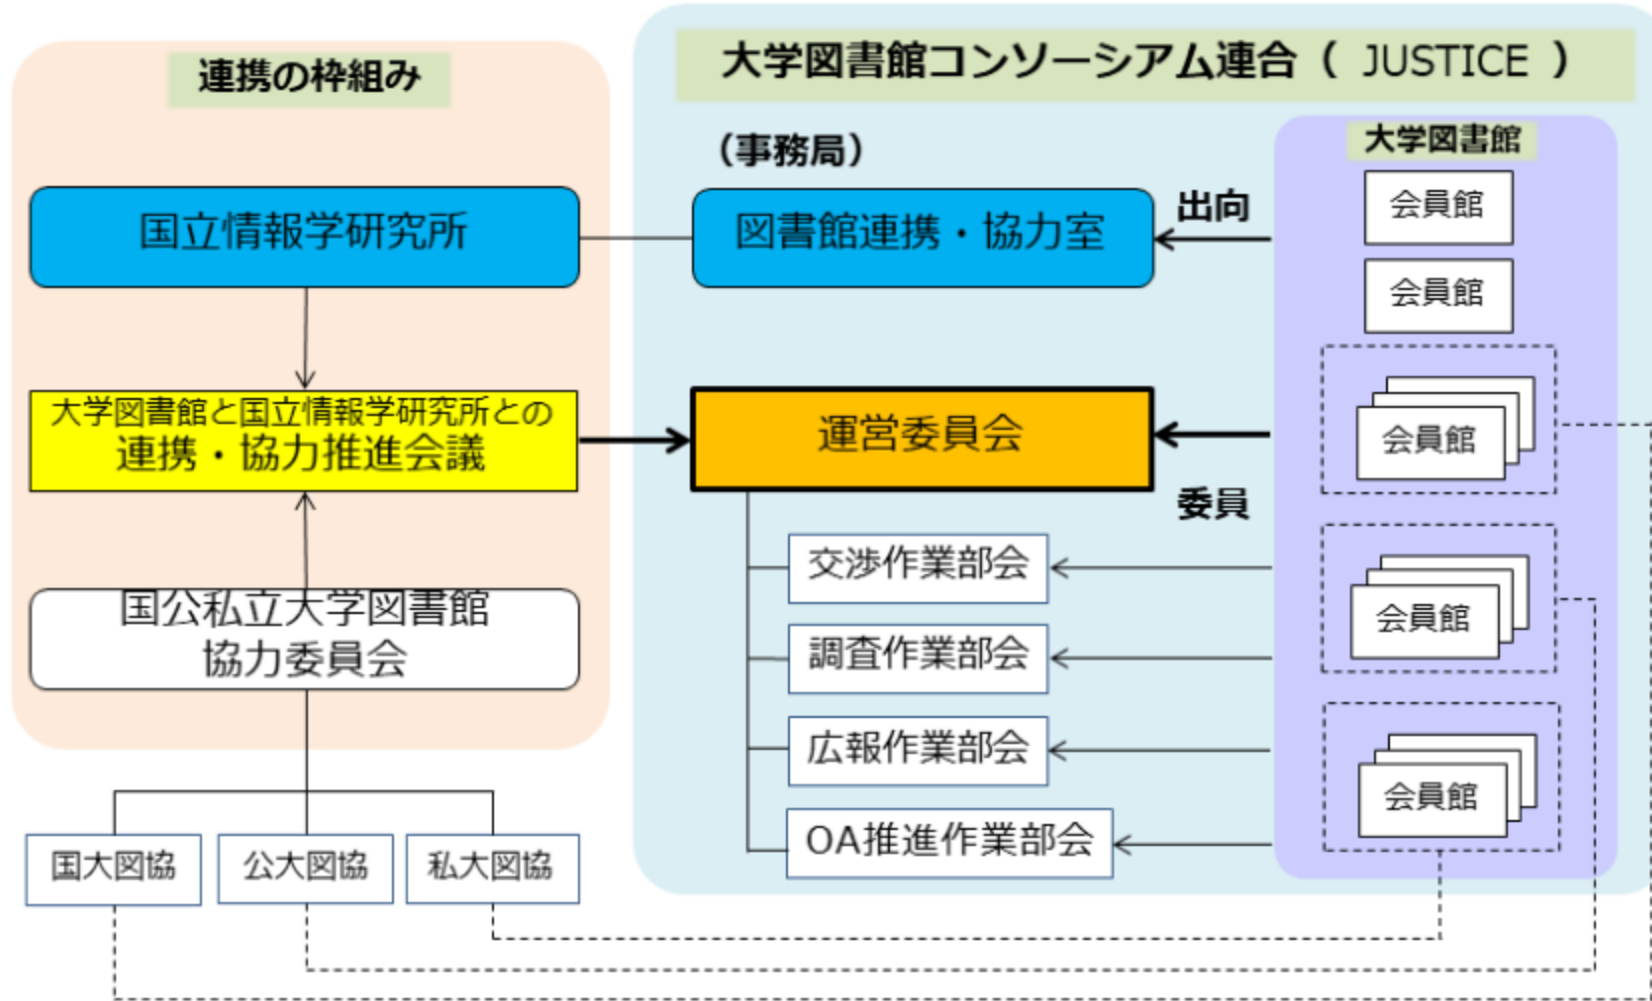 連携の枠組み
国立情報学研究所
大学図書館と国立情報学研究所との
連携・協力推進会議
国公私立大学図書館
協力委員会
国大図協
公大図協
私大図協
大学図書館コンソーシアム連合（ JUSTICE ）
（事務局）
図書館連携・協力室
出向
運営委員会
委員
交渉作業部会
調査作業部会
広報作業部会
OA推進作業部会
大学図書館
会員館
会員館
会員館
会員館
会員館